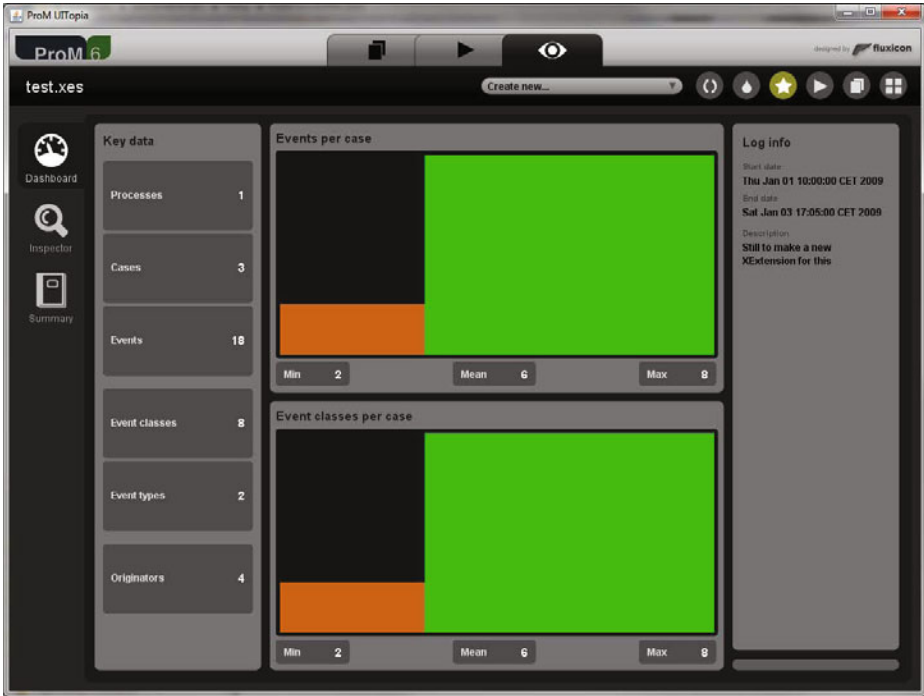 ProM UITopia
ProM 6
designed by fluxicon
test.xes
Create new...
Dashboard
Inspector
Summary
Key data
Processes 1
Cases 3
Events 18
Event classes 8
Event types 2
Originators 4
Events per case
Min 2
Mean 6
Max 8
Event classes per case
Min 2
Mean 6
Max 8
Log info
Start date
Thu Jan 01 10:00:00 CET 2009
End date
Sat Jan 03 17:05:00 CET 2009
Description
Still to make a new
XExtension for this